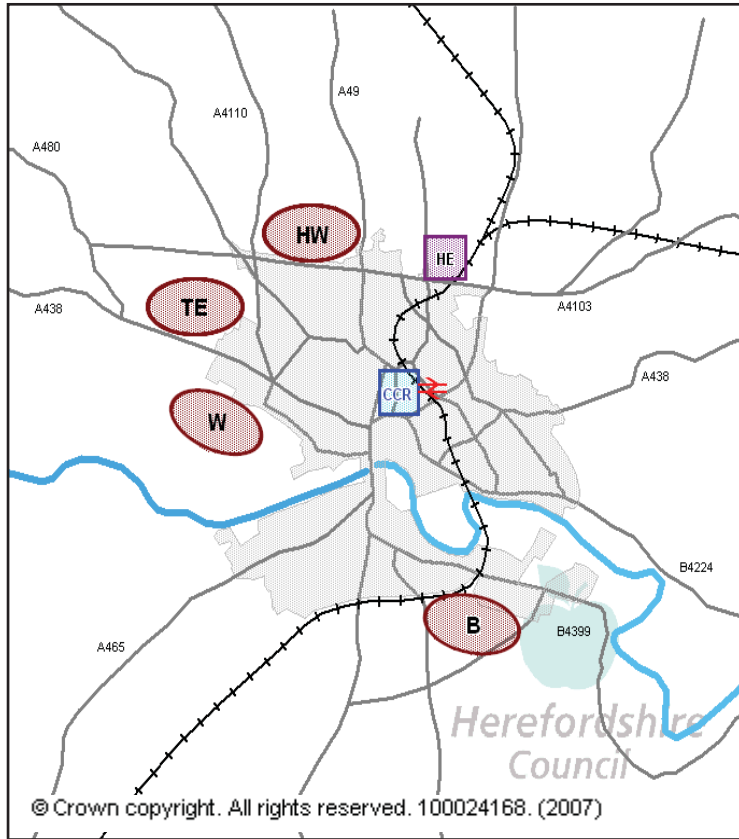 A49
A4110
A480
HW
HE
TE
A438
A4103
A438
CCR
W
B4224
B
B4399
A465
Herefordshire
Council
© Crown copyright. All rights reserved. 100024168. (2007)